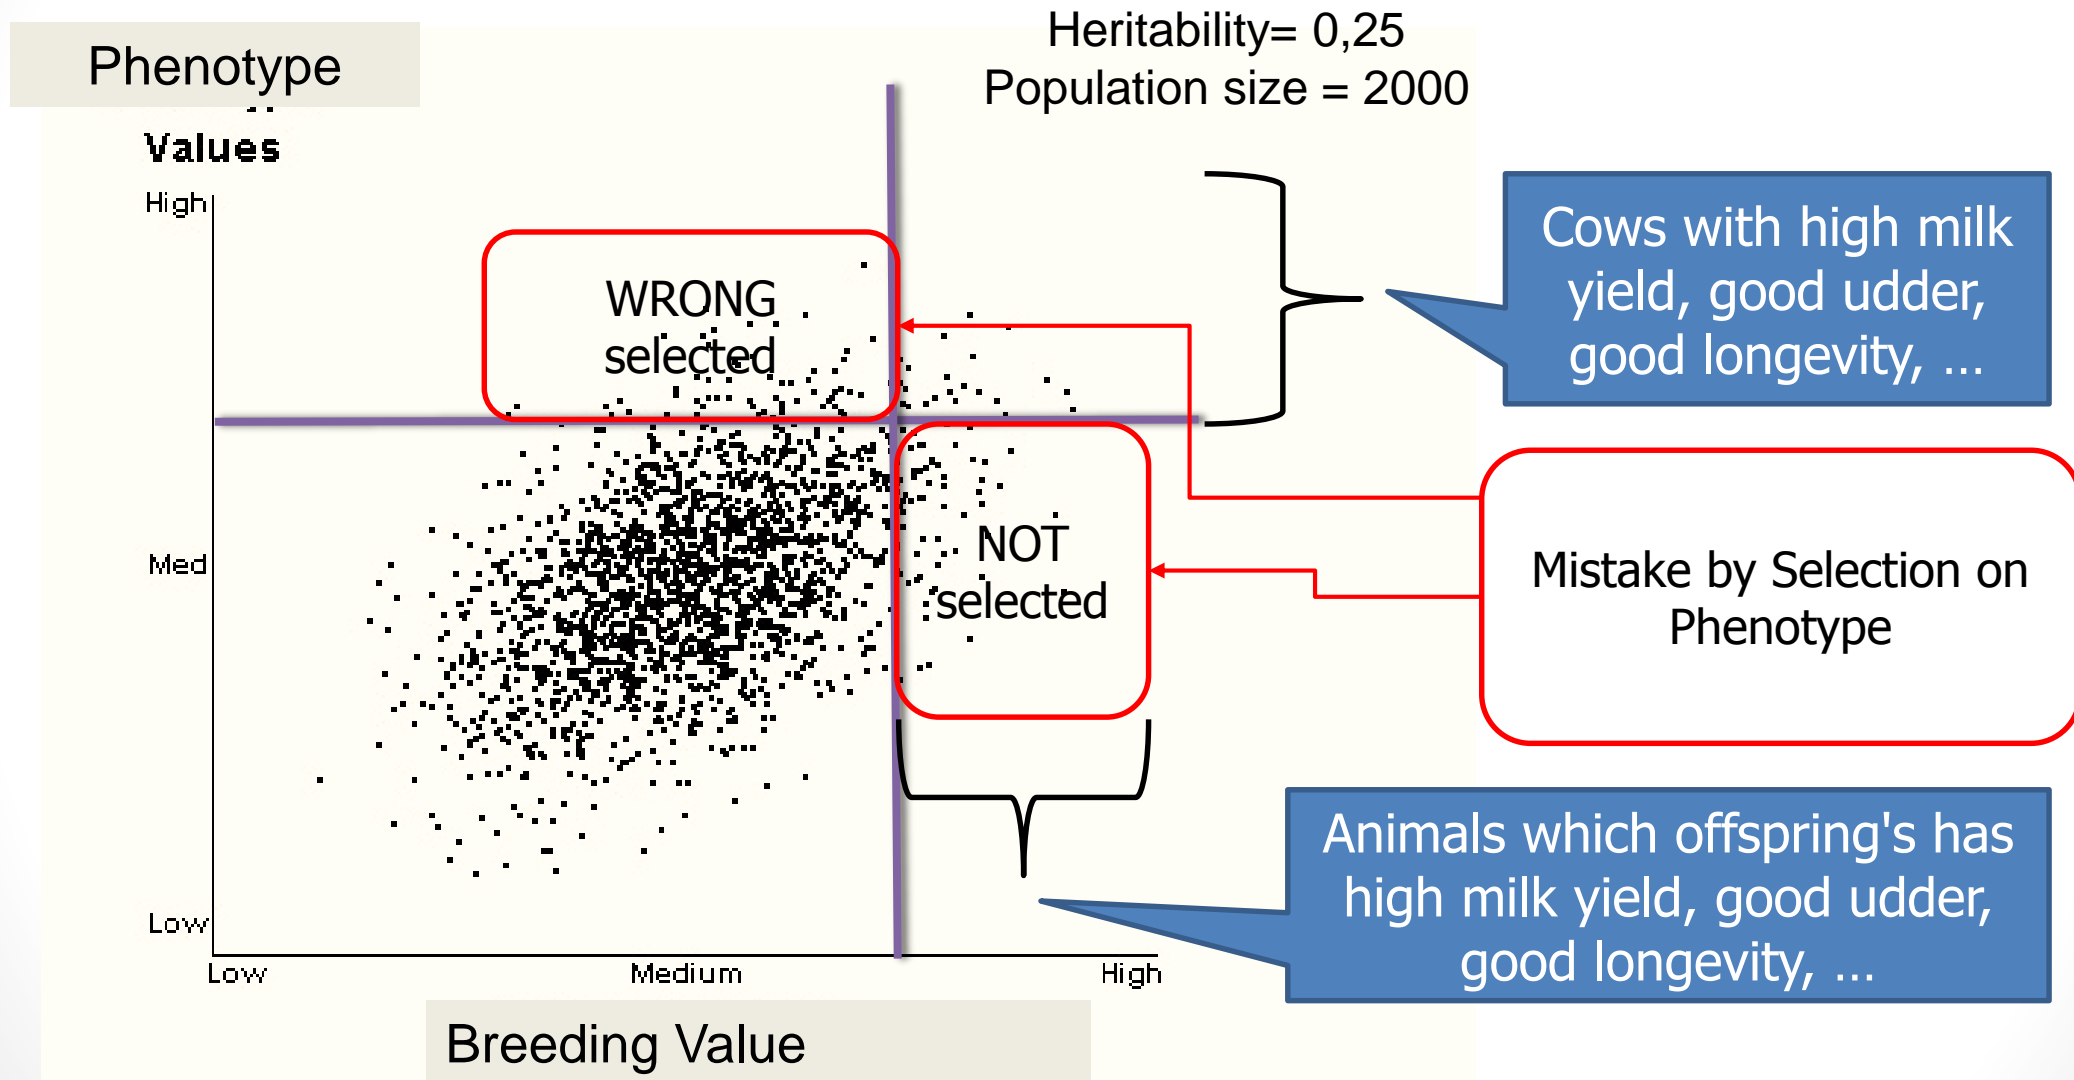 Heritability= 0,25
Population size = 2000
Phenotype
Values
High
Med
Low
Low
Medium
High
Breeding Value
WRONG
selected
NOT
selected
Cows with high milk
yield, good udder,
good longevity, ...
Mistake by Selection on
Phenotype
Animals which offspring's has
high milk yield, good udder,
good longevity, ...